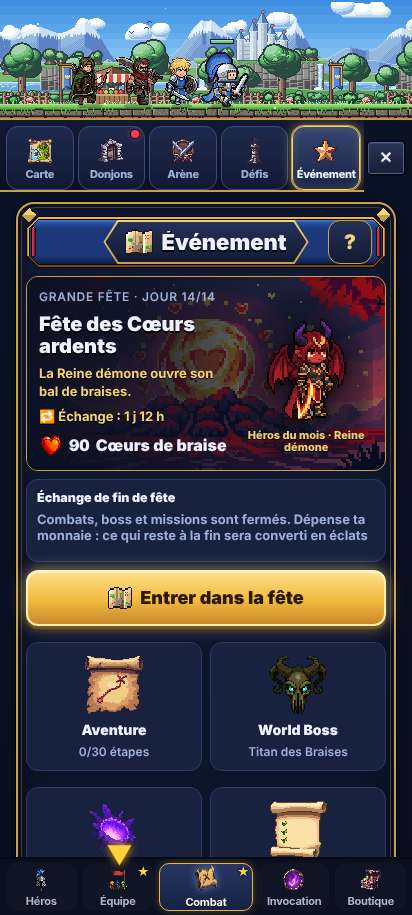 Carte
Donjons
Arène
Défis
Événement
×
Événement
?
GRANDE FÊTE · JOUR 14/14
Fête des Cœurs
ardents
La Reine démone ouvre son
bal de braises.
Échange : 1 j 12 h
90 Cœurs de braise
Héros du mois · Reine
démone
Échange de fin de fête
Combats, boss et missions sont fermés. Dépense ta
monnaie : ce qui reste à la fin sera converti en éclats
Entrer dans la fête
Aventure
0/30 étapes
World Boss
Titan des Braises
Héros
Équipe
Combat
Invocation
Boutique